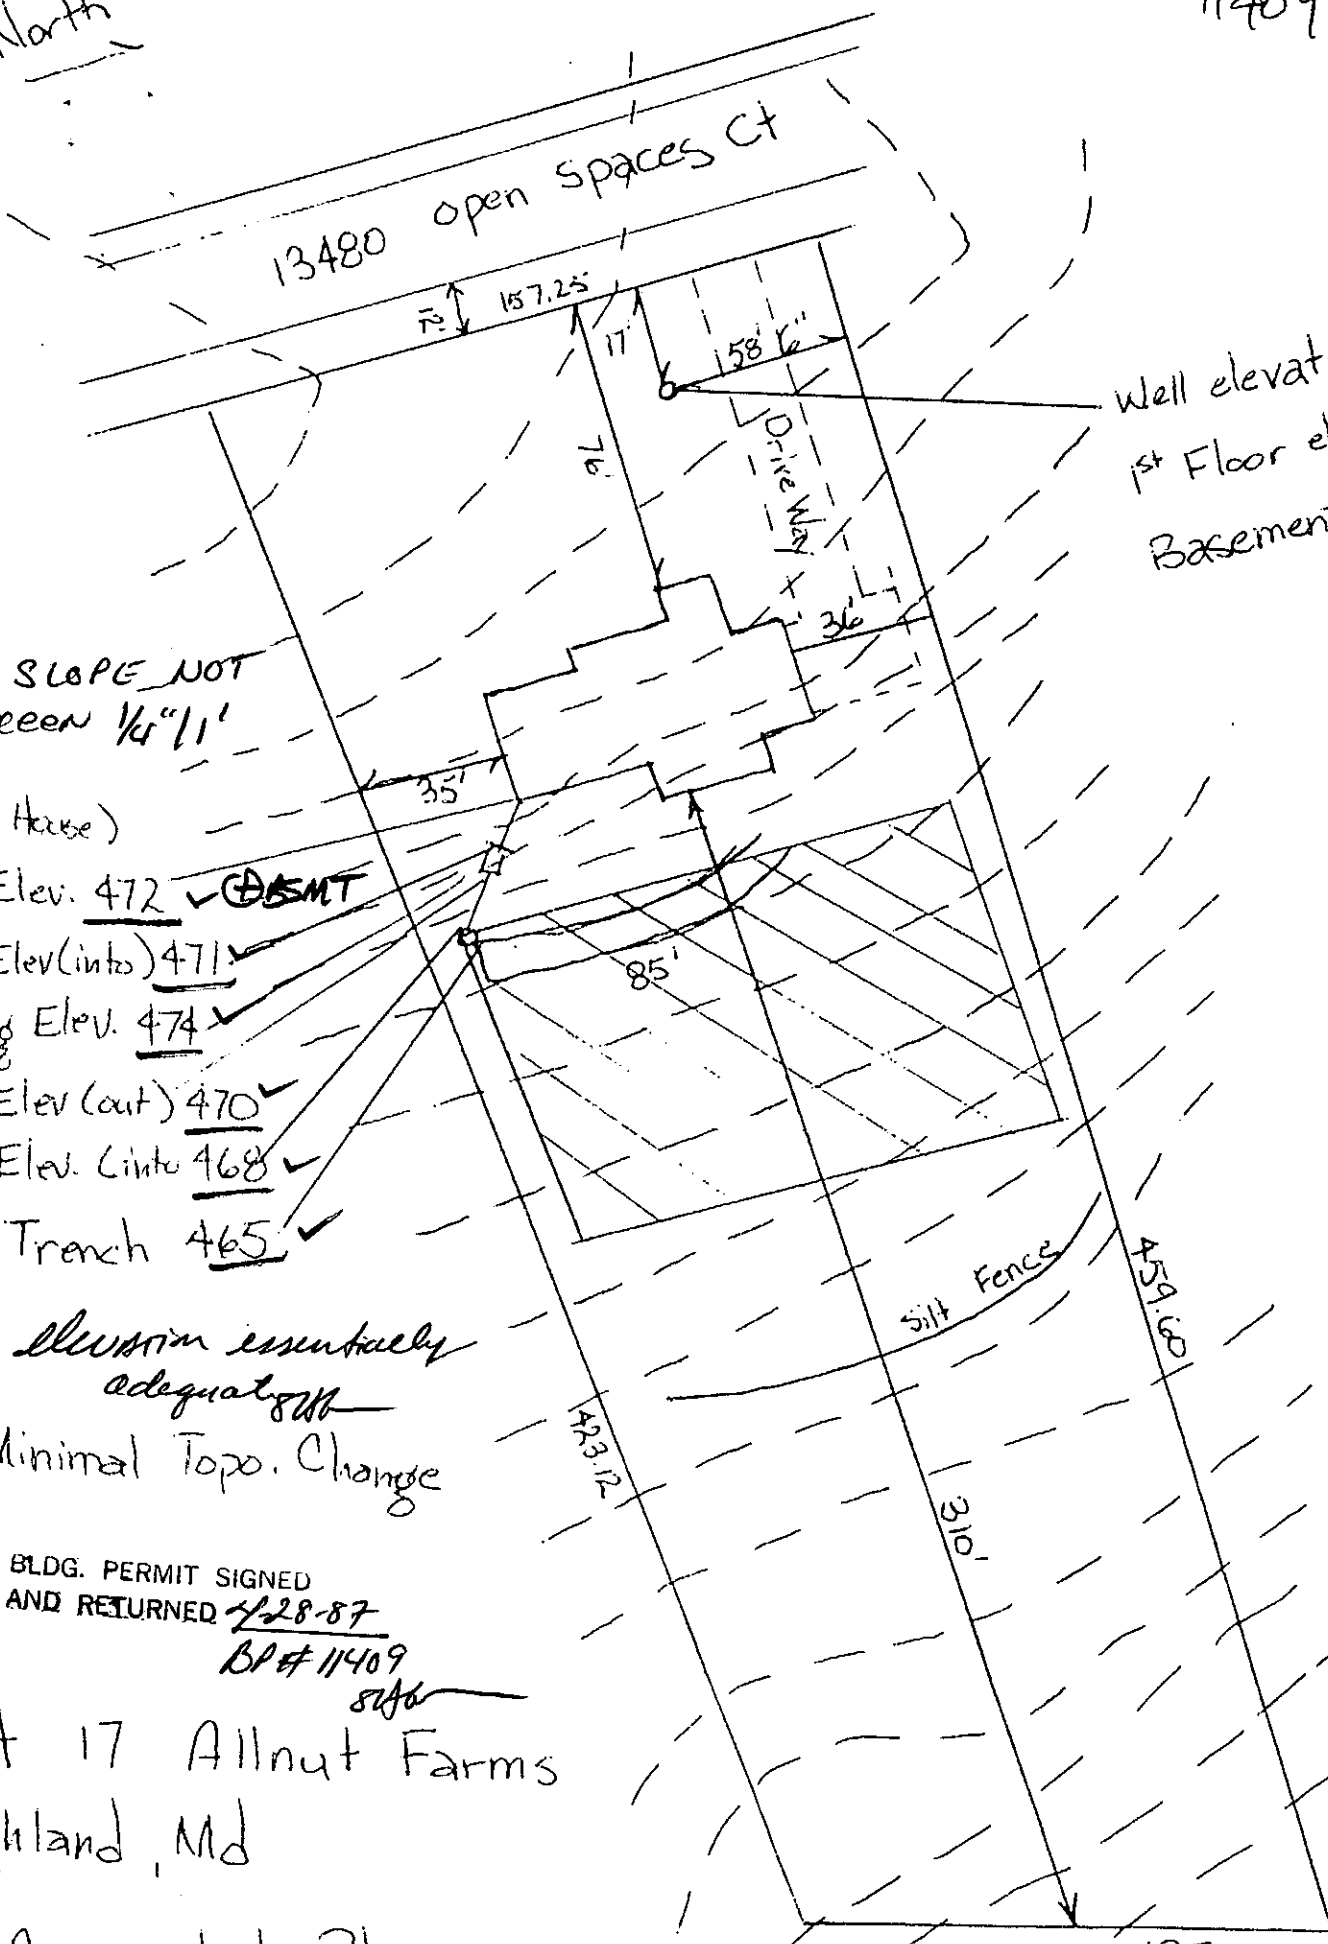 North
11409
13480 open spaces Ct
12'
157.25
17'
58' 6"
Well elevat
1st Floor el
Basement
76'
Drive Way
36'
SLOPE NOT
1/4"/1'
35'
House)
Elev. 472 ✓ ⊕BSMT
Elev (into) 471 ✓
Elev. 474 ✓
Elev (out) 470 ✓
Elev. (into 468 ✓
Trench 465 ✓
85'
Silt Fence
459.60
elevation essentially
adequate
Minimal Topo. Change
423.12
310'
BLDG. PERMIT SIGNED
AND RETURNED 4-28-87
BP# 11409
17 Allnut Farms
hland, Md